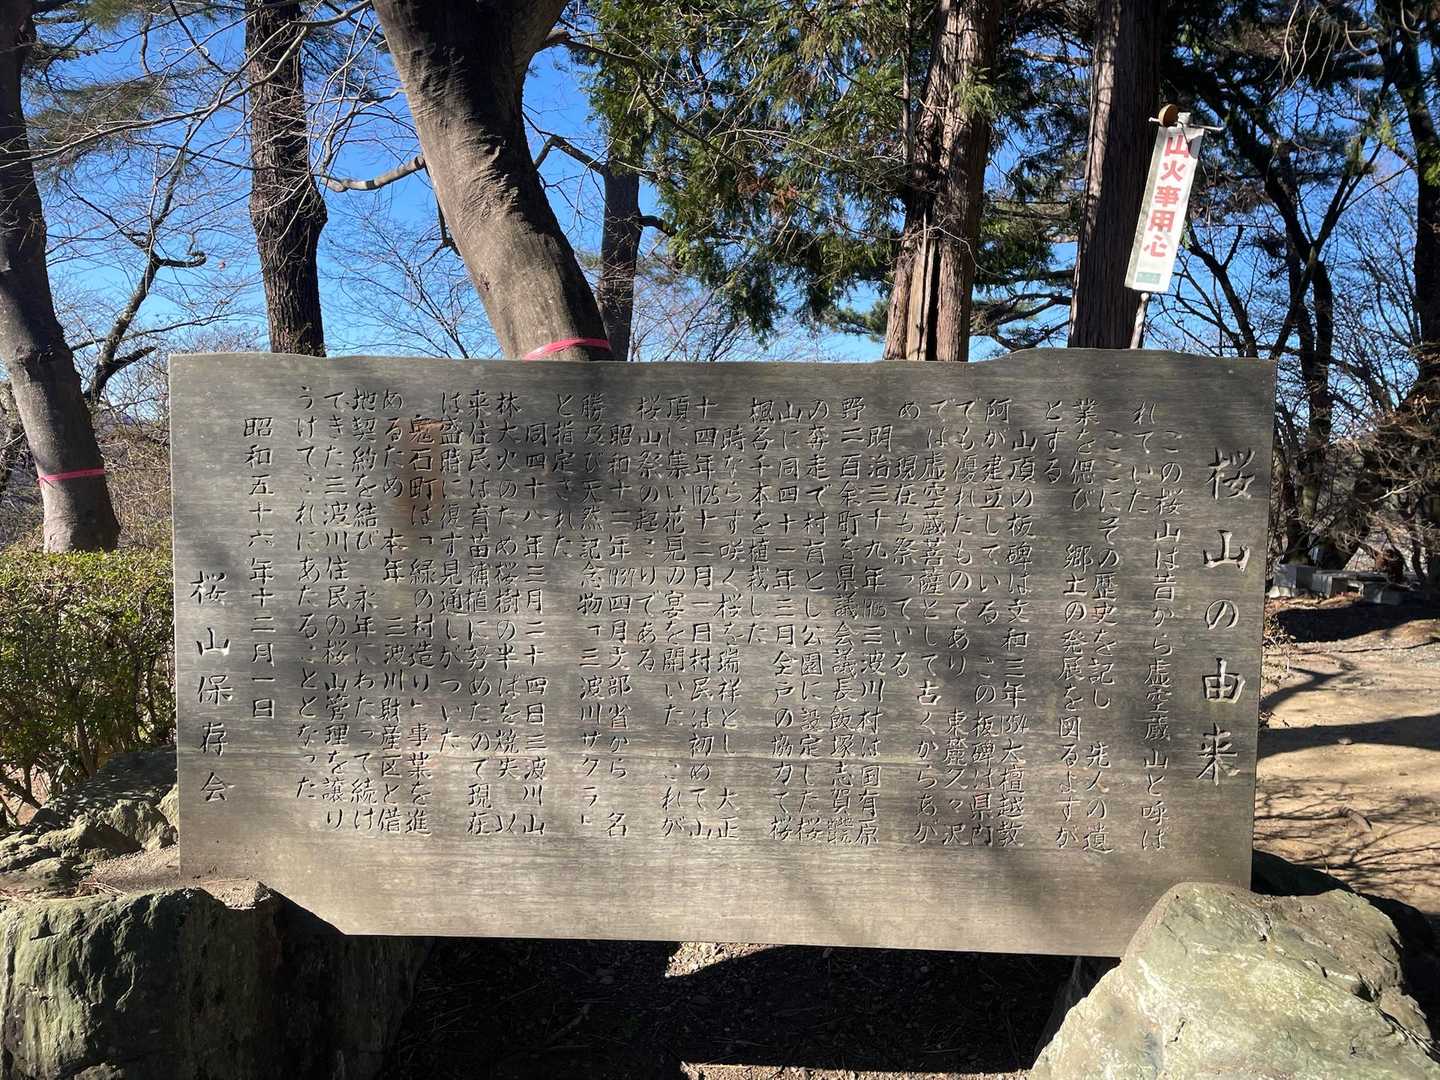 桜山の由来
この桜山は昔から虚空蔵山と呼ば
れていた
ここにその歴史を記し 先人の遺
業を偲び 郷土の発展を図るよすが
とする
山頂の板碑は文和三年1354大檀越教
阿が建立している この板碑は県内
でも優れたものであり 東麓久々沢
では虚空蔵菩薩として古くからあが
め 現在も祭っている
明治三十九年1905三波川村は国有原
野二百余町を県議会議長飯塚志賀
の奔走で村有とし公園に設定した桜
山に同四十一年三日全戸の協力で桜
楓各千本を植栽した
時ならず咲く桜を瑞祥とし 大正
十四年1925十二月一日村民は初めて山
頂に集い花見の宴を開いた これが
桜山祭の起こりである
昭和十二年1937四月文部省から 名
勝及び天然記念物「三波川サクラ」
と指定された
同四十八年三月二十四日三波川山
林大火のため桜樹の半ばを焼失 以
来住民は育苗補植に努めたので現在
は盛時に復す見通しがついた
鬼石町は「緑の村造り」事業を進
めるため 本年 三波川財産区と借
地契約を結び 永年にわたって続け
てきた三波川住民の桜山管理を譲り
うけて、これにあたることとなった
昭和五十六年十二月一日
桜山保存会
山火事用心